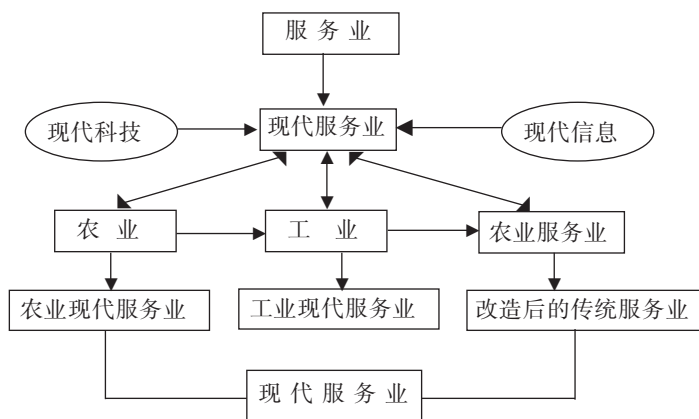 服务业
现代科技
现代服务业
现代信息
农业
工业
农业服务业
农业现代服务业
工业现代服务业
改造后的传统服务业
现代服务业